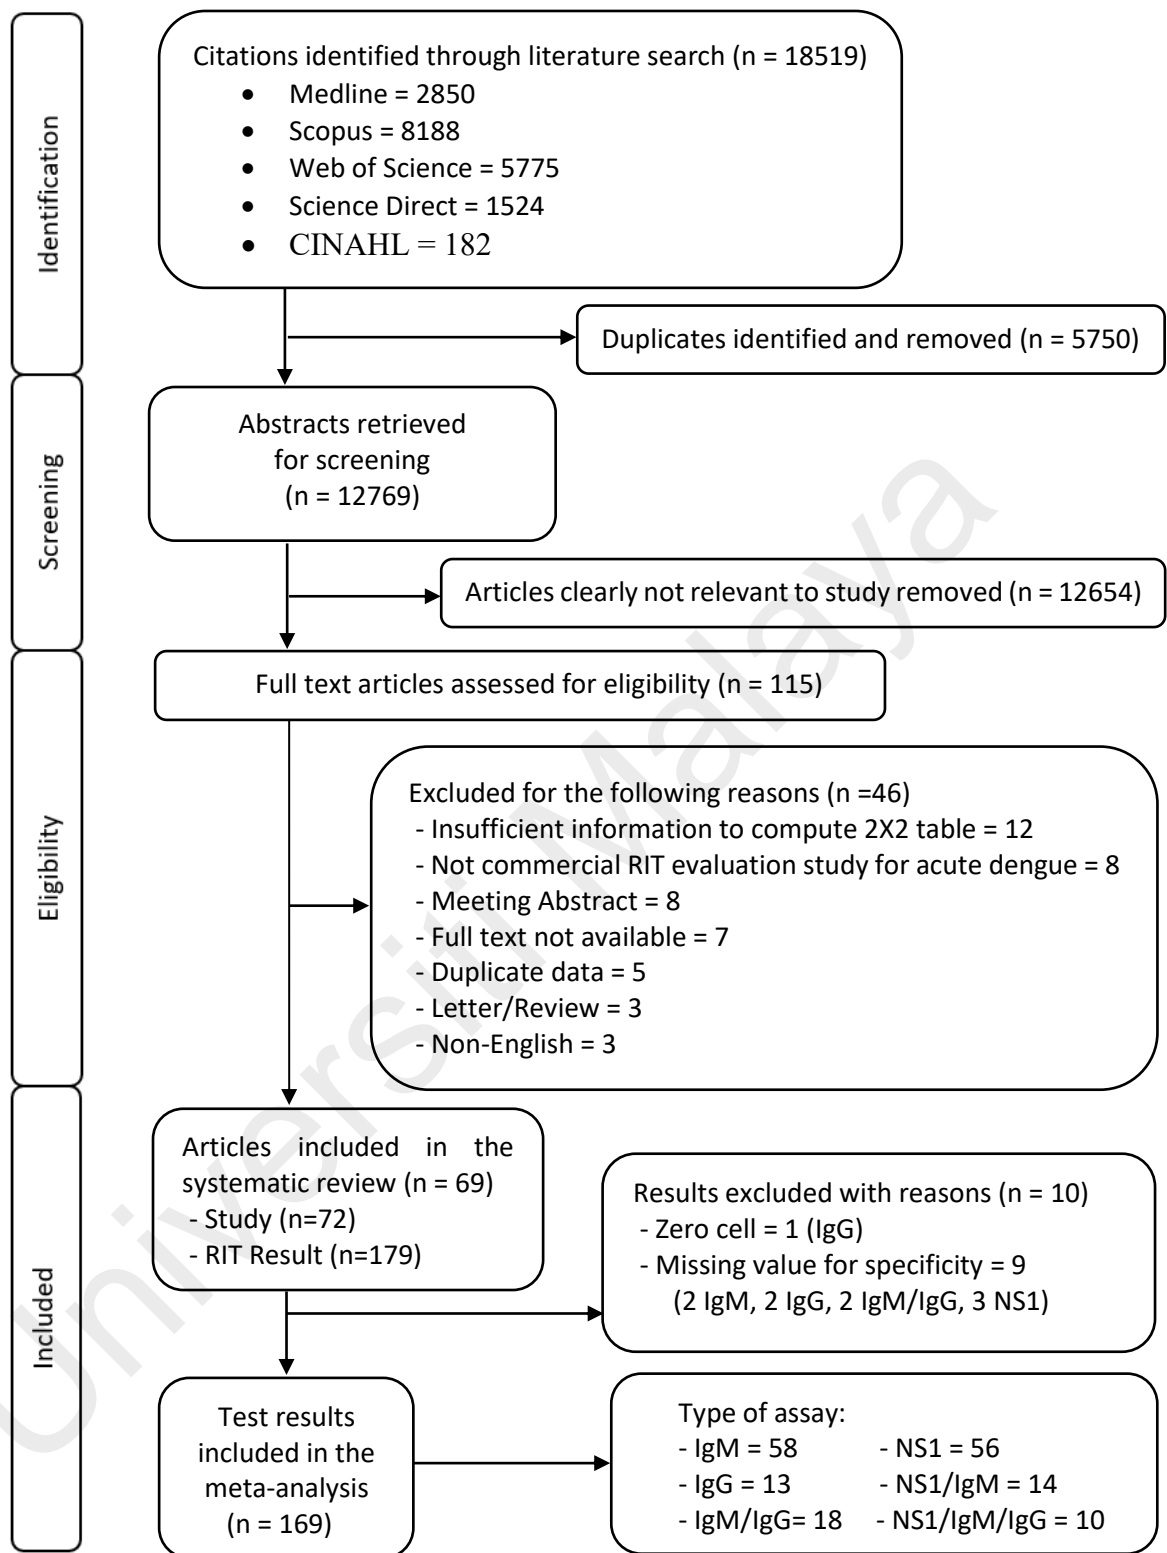 Identification
Citations identified through literature search (n = 18519)
• Medline = 2850
• Scopus = 8188
• Web of Science = 5775
• Science Direct = 1524
• CINAHL = 182
Duplicates identified and removed (n = 5750)
Screening
Abstracts retrieved
for screening
(n = 12769)
Articles clearly not relevant to study removed (n = 12654)
Eligibility
Full text articles assessed for eligibility (n = 115)
Excluded for the following reasons (n =46)
- Insufficient information to compute 2X2 table = 12
- Not commercial RIT evaluation study for acute dengue = 8
- Meeting Abstract = 8
- Full text not available = 7
- Duplicate data = 5
- Letter/Review = 3
- Non-English = 3
Included
Articles included in the
systematic review (n = 69)
- Study (n=72)
- RIT Result (n=179)
Results excluded with reasons (n = 10)
- Zero cell = 1 (IgG)
- Missing value for specificity = 9
(2 IgM, 2 IgG, 2 IgM/IgG, 3 NS1)
Test results
included in the
meta-analysis
(n = 169)
Type of assay:
- IgM = 58 - NS1 = 56
- IgG = 13 - NS1/IgM = 14
- IgM/IgG= 18 - NS1/IgM/IgG = 10
Universiti Malaya